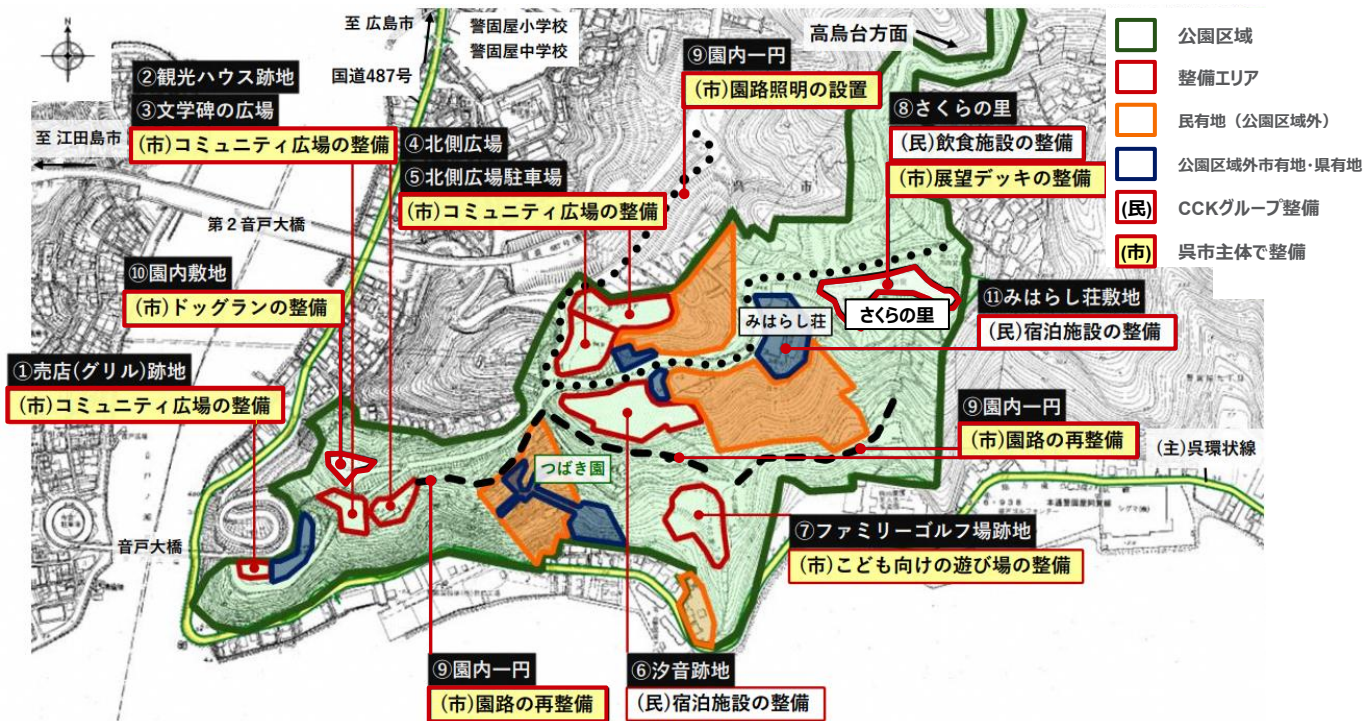 N
至 広島市
警固屋小学校
警固屋中学校
国道487号
高烏台方面
⑨園内一円
(市)園路照明の設置
②観光ハウス跡地
③文学碑の広場
(市)コミュニティ広場の整備
至 江田島市
④北側広場
⑤北側広場駐車場
(市)コミュニティ広場の整備
⑧さくらの里
(民)飲食施設の整備
(市)展望デッキの整備
呉
市
公園区域
整備エリア
民有地（公園区域外）
公園区域外市有地・県有地
(民)
CCKグループ整備
(市)
呉市主体で整備
第２音戸大橋
⑩園内敷地
(市)ドッグランの整備
みはらし荘
さくらの里
⑪みはらし荘敷地
(民)宿泊施設の整備
①売店(グリル)跡地
(市)コミュニティ広場の整備
⑨園内一円
(市)園路の再整備
(主)呉環状線
つばき園
音戸大橋
⑦ファミリーゴルフ場跡地
(市)こども向けの遊び場の整備
⑨園内一円
(市)園路の再整備
⑥汐音跡地
(民)宿泊施設の整備